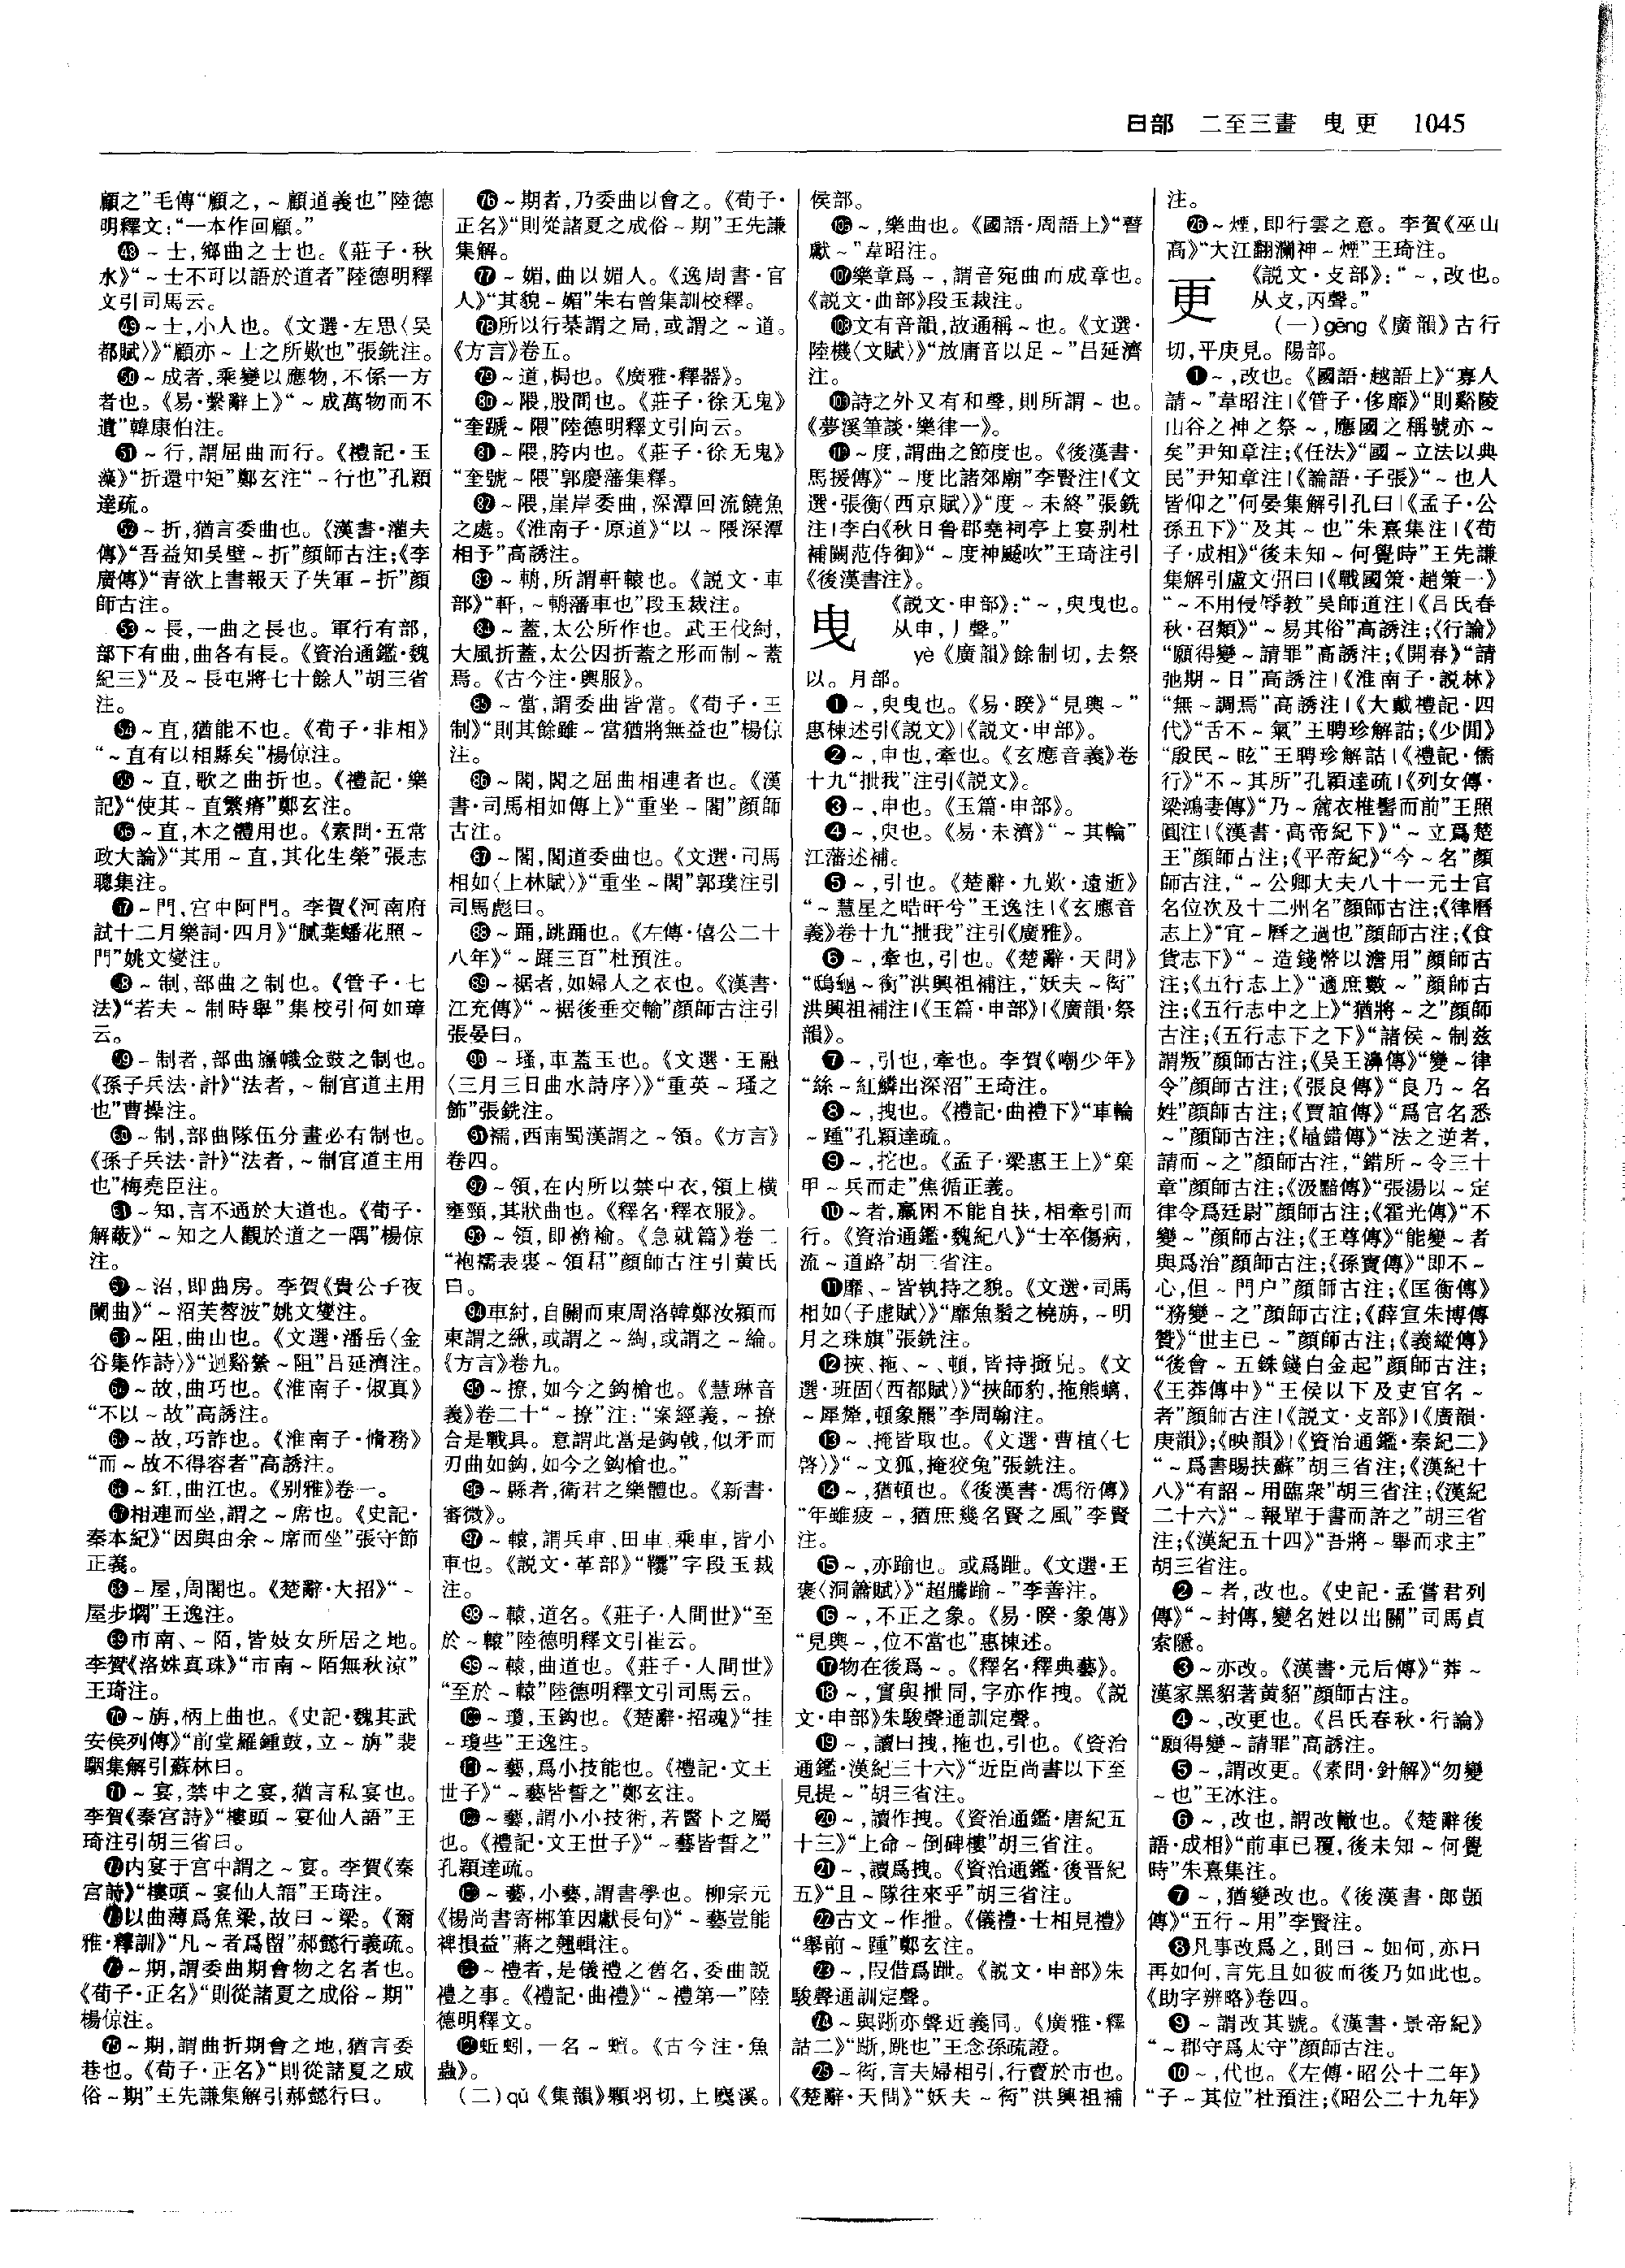 日部 二至三畫 曳更 1045
顧之”毛傳“顧之,～顧道義也”陸德
明釋文:“一本作回顧。”
㊽～士,鄉曲之士也。《莊子·秋
水》“～士不可以語於道者”陸德明釋
文引司馬云。
㊾～士,小人也。《文選·左思〈吳
都賦〉》“顧亦～士之所歎也”張銑注。
㊿～成者,乘變以應物,不係一方
者也。《易·繫辭上》“～成萬物而不
遺”韓康伯注。
51～行,謂屈曲而行。《禮記·玉
藻》“折還中矩”鄭玄注“～行也”孔穎
達疏。
52～折,猶言委曲也。《漢書·灌夫
傳》“吾益知吳壁～折”顏師古注;《李
廣傳》“青欲上書報天子失軍～折”顏
師古注。
53～長,一曲之長也。軍行有部,
部下有曲,曲各有長。《資治通鑑·魏
紀三》“及～長屯將七十餘人”胡三省
注。
54～直,猶能不也。《荀子·非相》
“～直有以相縣矣”楊倞注。
55～直,歌之曲折也。《禮記·樂
記》“使其～直繁瘠”鄭玄注。
56～直,木之體用也。《素問·五常
政大論》“其用～直,其化生榮”張志
聰集注。
57～門,宮中阿門。李賀《河南府
試十二月樂詞·四月》“膩葉蟠花照～
門”姚文燮注。
58～制,部曲之制也。《管子·七
法》“若夫～制時舉”集校引何如璋
云。
59～制者,部曲旛幟金鼓之制也。
《孫子兵法·計》“法者,～制官道主用
也”曹操注。
60～制,部曲隊伍分畫必有制也。
《孫子兵法·計》“法者,～制官道主用
也”梅堯臣注。
61～知,言不通於大道也。《荀子·
解蔽》“～知之人觀於道之一隅”楊倞
注。
62～沼,即曲房。李賀《貴公子夜
闌曲》“～沼芙蓉波”姚文燮注。
63～阻,曲山也。《文選·潘岳〈金
谷集作詩〉》“迴谿縈～阻”呂延濟注。
64～故,曲巧也。《淮南子·俶真》
“不以～故”高誘注。
65～故,巧詐也。《淮南子·脩務》
“而～故不得容者”高誘注。
66～紅,曲江也。《别雅》卷一。
67相連而坐,謂之～席也。《史記·
秦本紀》“因與由余～席而坐”張守節
正義。
68～屋,周閣也。《楚辭·大招》“～
屋步壛”王逸注。
69市南、～陌,皆妓女所居之地。
李賀《洛姝真珠》“市南～陌無秋涼”
王琦注。
70～旃,柄上曲也。《史記·魏其武
安侯列傳》“前堂羅鍾鼓,立～旃”裴
駰集解引蘇林曰。
71～宴,禁中之宴,猶言私宴也。
李賀《秦宮詩》“樓頭～宴仙人語”王
琦注引胡三省曰。
72内宴于宮中謂之～宴。李賀《秦
宮詩》“樓頭～宴仙人語”王琦注。
73以曲薄爲魚梁,故曰～梁。《爾
雅·釋訓》“凡～者爲罶”郝懿行義疏。
74～期,謂委曲期會物之名者也。
《荀子·正名》“則從諸夏之成俗～期”
楊倞注。
75～期,謂曲折期會之地,猶言委
巷也。《荀子·正名》“則從諸夏之成
俗～期”王先謙集解引郝懿行曰。
76～期者,乃委曲以會之。《荀子·
正名》“則從諸夏之成俗～期”王先謙
集解。
77～媚,曲以媚人。《逸周書·官
人》“其貌～媚”朱右曾集訓校釋。
78所以行棊謂之局,或謂之～道。
《方言》卷五。
79～道,梮也。《廣雅·釋器》。
80～隈,股間也。《莊子·徐无鬼》
“奎蹏～隈”陸德明釋文引向云。
81～隈,胯内也。《莊子·徐无鬼》
“奎號～隈”郭慶藩集釋。
82～隈,崖岸委曲,深潭回流饒魚
之處。《淮南子·原道》“以～隈深潭
相予”高誘注。
83～輈,所謂軒轅也。《説文·車
部》“軒,～輈藩車也”段玉裁注。
84～蓋,太公所作也。武王伐紂,
大風折蓋,太公因折蓋之形而制～蓋
焉。《古今注·輿服》。
85～當,謂委曲皆當。《荀子·王
制》“則其餘雖～當猶將無益也”楊倞
注。
86～閣,閣之屈曲相連者也。《漢
書·司馬相如傳上》“重坐～閣”顏師
古注。
87～閣,閣道委曲也。《文選·司馬
相如〈上林賦〉》“重坐～閣”郭璞注引
司馬彪曰。
88～踊,跳踊也。《左傳·僖公二十
八年》“～踊三百”杜預注。
89～裾者,如婦人之衣也。《漢書·
江充傳》“～裾後垂交輸”顏師古注引
張晏曰。
90～瑵,車蓋玉也。《文選·王融
〈三月三日曲水詩序〉》“重英～瑵之
飾”張銑注。
91襦,西南蜀漢謂之～領。《方言》
卷四。
92～領,在内所以禁中衣,領上橫
壅頸,其狀曲也。《釋名·釋衣服》。
93～領,即裕褕。《急就篇》卷二
“袍襦表裏～領帬”顏師古注引黄氏
曰。
94車紂,自關而東周洛韓鄭汝潁而
東謂之緧,或謂之～綯,或謂之～綸。
《方言》卷九。
95～撩,如今之鈎槍也。《慧琳音
義》卷二十“～撩”注:“案經義,～撩
合是戰具。意謂此當是鈎戟,似矛而
刃曲如鈎,如今之鈎槍也。”
96～縣者,衛君之樂體也。《新書·
審微》。
97～轅,謂兵車、田車、乘車,皆小
車也。《説文·革部》“䪎”字段玉裁
注。
98～轅,道名。《莊子·人間世》“至
於～轅”陸德明釋文引崔云。
99～轅,曲道也。《莊子·人間世》
“至於～轅”陸德明釋文引司馬云。
100～瓊,玉鈎也。《楚辭·招魂》“挂
～瓊些”王逸注。
101～藝,爲小技能也。《禮記·文王
世子》“～藝皆誓之”鄭玄注。
102～藝,謂小小技術,若醫卜之屬
也。《禮記·文王世子》“～藝皆誓之”
孔穎達疏。
103～藝,小藝,謂書學也。柳宗元
《楊尚書寄郴筆因獻長句》“～藝豈能
裨損益”蔣之翹輯注。
104～禮者,是儀禮之舊名,委曲説
禮之事。《禮記·曲禮》“～禮第一”陸
德明釋文。
105蚯蚓,一名～蟺。《古今注·魚
蟲》。
(二)qǔ《集韻》顆羽切,上麌溪。
侯部。
106～,樂曲也。《國語·周語上》“瞽
獻～”韋昭注。
107樂章爲～,謂音宛曲而成章也。
《説文·曲部》段玉裁注。
108文有音韻,故通稱～也。《文選·
陸機〈文賦〉》“放庸音以足～”呂延濟
注。
109詩之外又有和聲,則所謂～也。
《夢溪筆談·樂律一》。
110～度,謂曲之節度也。《後漢書·
馬援傳》“～度比諸郊廟”李賢注|《文
選·張衡〈西京賦〉》“度～未終”張銑
注|李白《秋日魯郡堯祠亭上宴别杜
補闕范侍御》“～度神飈吹”王琦注引
《後漢書注》。
曳
《説文·申部》:“～,臾曳也。
从申,丿聲。”
yè《廣韻》餘制切,去祭
以。月部。
❶～,臾曳也。《易·睽》“見輿～”
惠棟述引《説文》|《説文·申部》。
❷～,申也,牽也。《玄應音義》卷
十九“抴我”注引《説文》。
❸～,申也。《玉篇·申部》。
❹～,臾也。《易·未濟》“～其輪”
江藩述補。
❺～,引也。《楚辭·九歎·遠逝》
“～慧星之晧旰兮”王逸注|《玄應音
義》卷十九“抴我”注引《廣雅》。
❻～,牽也,引也。《楚辭·天問》
“鴟龜～銜”洪興祖補注,“妖夫～衒”
洪興祖補注|《玉篇·申部》|《廣韻·祭
韻》。
❼～,引也,牽也。李賀《嘲少年》
“絲～紅鱗出深沼”王琦注。
❽～,拽也。《禮記·曲禮下》“車輪
～踵”孔穎達疏。
❾～,拕也。《孟子·梁惠王上》“棄
甲～兵而走”焦循正義。
❿～者,羸困不能自扶,相牽引而
行。《資治通鑑·魏紀八》“士卒傷病,
流～道路”胡三省注。
⓫靡、～皆執持之貌。《文選·司馬
相如〈子虛賦〉》“靡魚鬚之橈旃,～明
月之珠旗”張銑注。
⓬挾、拖、～、頓,皆持撤皃。《文
選·班固〈西都賦〉》“挾師豹,拖熊螭,
～犀犛,頓象羆”李周翰注。
⓭～、掩皆取也。《文選·曹植〈七
啓〉》“～文狐,掩狡兔”張銑注。
⓮～,猶頓也。《後漢書·馮衍傳》
“年雖疲～,猶庶幾名賢之風”李賢
注。
⓯～,亦踰也。或爲跇。《文選·王
褒〈洞簫賦〉》“超騰踰～”李善注。
⓰～,不正之象。《易·睽·象傳》
“見輿～,位不當也”惠棟述。
⓱物在後爲～。《釋名·釋典藝》。
⓲～,實與抴同,字亦作拽。《説
文·申部》朱駿聲通訓定聲。
⓳～,讀曰拽,拖也,引也。《資治
通鑑·漢紀三十六》“近臣尚書以下至
見提～”胡三省注。
⓴～,讀作拽。《資治通鑑·唐紀五
十三》“上命～倒碑樓”胡三省注。
21～,讀爲拽。《資治通鑑·後晉紀
五》“且～隊往來乎”胡三省注。
22古文～作抴。《儀禮·士相見禮》
“舉前～踵”鄭玄注。
23～,叚借爲跇。《説文·申部》朱
駿聲通訓定聲。
24～與跐亦聲近義同。《廣雅·釋
詁二》“跐,跳也”王念孫疏證。
25～衒,言夫婦相引,行賣於市也。
《楚辭·天問》“妖夫～衒”洪興祖補
注。
26～煙,即行雲之意。李賀《巫山
高》“大江翻瀾神～煙”王琦注。
更
《説文·攴部》:“～,改也。
从攴,丙聲。”
(一)gēng《廣韻》古行
切,平庚見。陽部。
❶～,改也。《國語·越語上》“寡人
請～”韋昭注|《管子·侈靡》“則谿陵
山谷之神之祭～,應國之稱號亦～
矣”尹知章注;《任法》“國～立法以典
民”尹知章注|《論語·子張》“～也人
皆仰之”何晏集解引孔曰|《孟子·公
孫丑下》“及其～也”朱熹集注|《荀
子·成相》“後未知～何覺時”王先謙
集解引盧文弨曰|《戰國策·趙策一》
“～不用侵辱教”吳師道注|《呂氏春
秋·召類》“～易其俗”高誘注;《行論》
“願得變～請罪”高誘注;《開春》“請
弛期～日”高誘注|《淮南子·説林》
“無～調焉”高誘注|《大戴禮記·四
代》“舌不～氣”王聘珍解詁;《少閒》
“殷民～眩”王聘珍解詁|《禮記·儒
行》“不～其所”孔穎達疏|《列女傳·
梁鴻妻傳》“乃～麤衣椎髻而前”王照
圓注|《漢書·高帝紀下》“～立爲楚
王”顏師古注;《平帝紀》“今～名”顏
師古注,“～公卿大夫八十一元士官
名位次及十二州名”顏師古注;《律曆
志上》“宜～曆之過也”顏師古注;《食
貨志下》“～造錢幣以澹用”顏師古
注;《五行志上》“適庶數～”顏師古
注;《五行志中之上》“猶將～之”顏師
古注;《五行志下之下》“諸侯～制兹
謂叛”顏師古注;《吳王濞傳》“變～律
令”顏師古注;《張良傳》“良乃～名
姓”顏師古注;《賈誼傳》“爲官名悉
～”顏師古注;《鼂錯傳》“法之逆者,
請而～之”顏師古注,“錯所～令三十
章”顏師古注;《汲黯傳》“張湯以～定
律令爲廷尉”顏師古注;《霍光傳》“不
變～”顏師古注;《王尊傳》“能變～者
與爲治”顏師古注;《孫寶傳》“即不～
心,但～門户”顏師古注;《匡衡傳》
“務變～之”顏師古注;《薛宣朱博傳
贊》“世主已～”顏師古注;《義縱傳》
“後會～五銖錢白金起”顏師古注;
《王莽傳中》“王侯以下及吏官名～
者”顏師古注|《説文·攴部》|《廣韻·
庚韻》;《映韻》|《資治通鑑·秦紀二》
“～爲書賜扶蘇”胡三省注;《漢紀十
八》“有詔～用臨衆”胡三省注;《漢紀
二十六》“～報單于書而許之”胡三省
注;《漢紀五十四》“吾將～舉而求主”
胡三省注。
❷～者,改也。《史記·孟嘗君列
傳》“～封傳,變名姓以出關”司馬貞
索隱。
❸～亦改。《漢書·元后傳》“莽～
漢家黑貂著黄貂”顏師古注。
❹～,改更也。《呂氏春秋·行論》
“願得變～請罪”高誘注。
❺～,謂改更。《素問·針解》“勿變
～也”王冰注。
❻～,改也,謂改轍也。《楚辭後
語·成相》“前車已覆,後未知～何覺
時”朱熹集注。
❼～,猶變改也。《後漢書·郎顗
傳》“五行～用”李賢注。
❽凡事改爲之,則曰～如何,亦曰
再如何,言先且如彼而後乃如此也。
《助字辨略》卷四。
❾～謂改其號。《漢書·景帝紀》
“～郡守爲太守”顏師古注。
❿～,代也。《左傳·昭公十二年》
“子～其位”杜預注;《昭公二十九年》